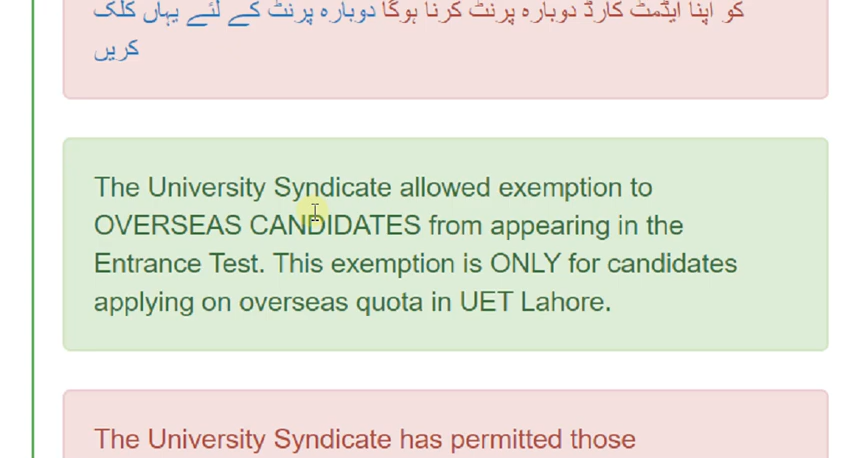 کو اپنا ایڈمٹ کارڈ دوبارہ پرنٹ کرنا ہوگا دوبارہ پرنٹ کے لئے یہاں کلک
کریں
The University Syndicate allowed exemption to
OVERSEAS CANDIDATES from appearing in the
Entrance Test. This exemption is ONLY for candidates
applying on overseas quota in UET Lahore.
The University Syndicate has permitted those